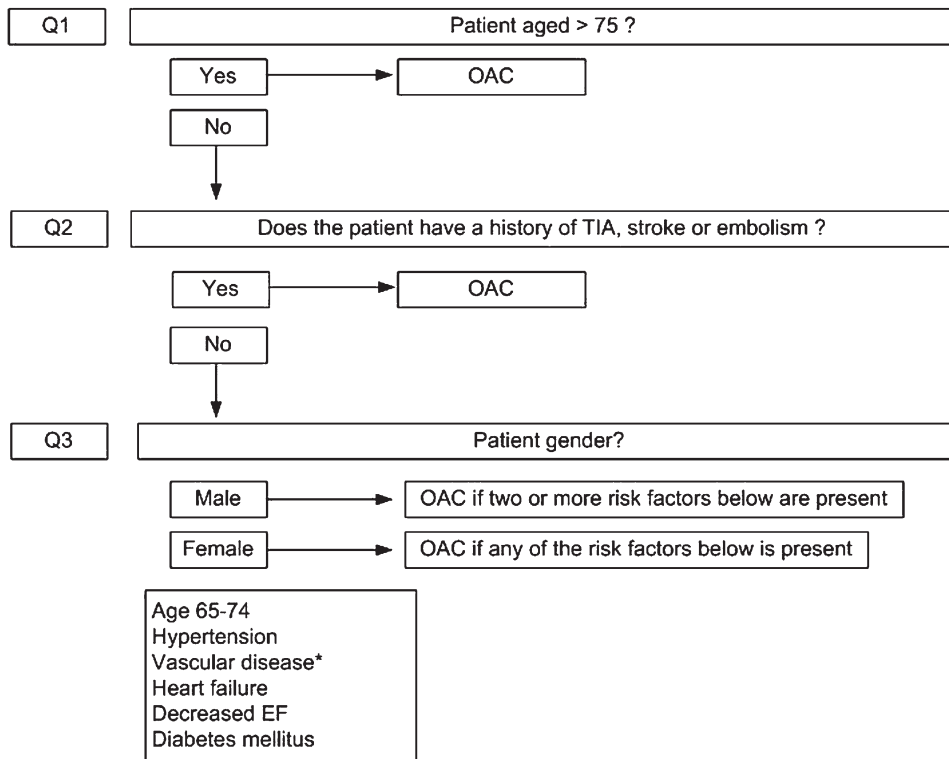 Q1
Patient aged > 75 ?
Yes
OAC
No
Q2
Does the patient have a history of TIA, stroke or embolism ?
Yes
OAC
No
Q3
Patient gender?
Male
OAC if two or more risk factors below are present
Female
OAC if any of the risk factors below is present
Age 65-74
Hypertension
Vascular disease*
Heart failure
Decreased EF
Diabetes mellitus